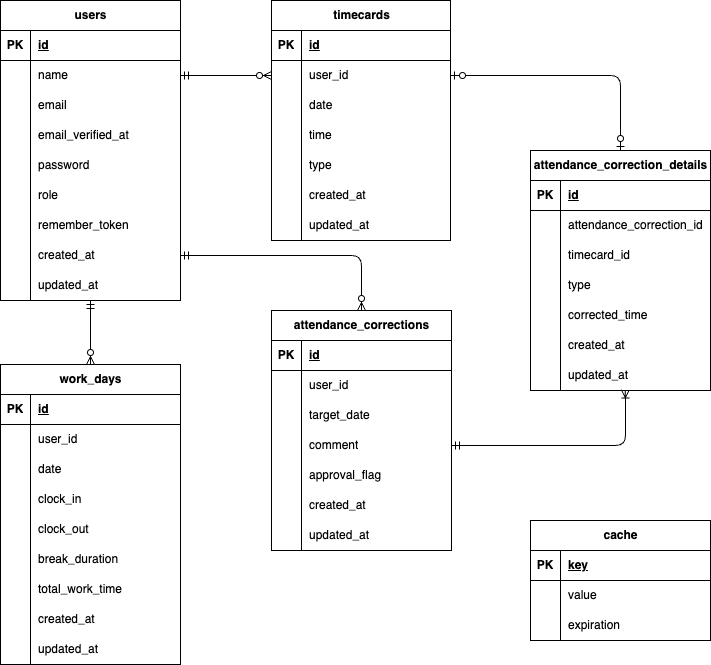 users
PK id
name
email
email_verified_at
password
role
remember_token
created_at
updated_at
timecards
PK id
user_id
date
time
type
created_at
updated_at
attendance_correction_details
PK id
attendance_correction_id
timecard_id
type
corrected_time
created_at
updated_at
attendance_corrections
PK id
user_id
target_date
comment
approval_flag
created_at
updated_at
work_days
PK id
user_id
date
clock_in
clock_out
break_duration
total_work_time
created_at
updated_at
cache
PK key
value
expiration